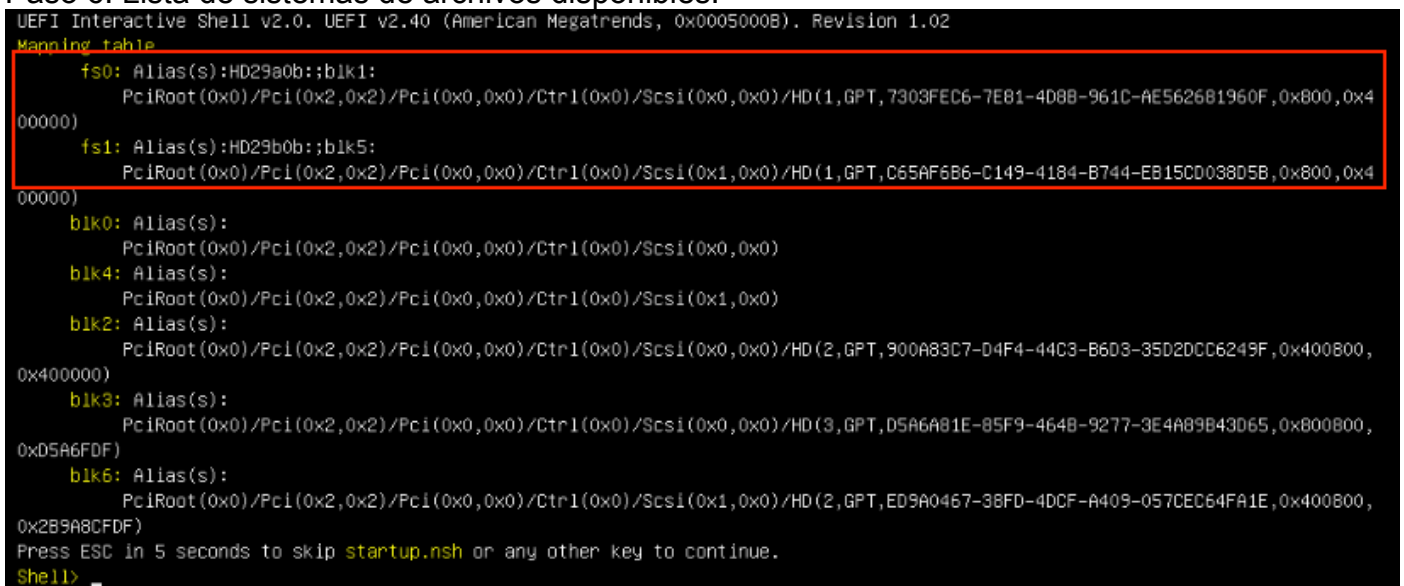 Paso 6. Lista de sistemas de archivos disponibles.
UEFI Interactive Shell v2.0. UEFI v2.40 (American Megatrends, 0x0005000B). Revision 1.02
Mapping table
fs0: Alias(s):HD29a0b:;blk1:
PciRoot(0x0)/Pci(0x2,0x2)/Pci(0x0,0x0)/Ctrl(0x0)/Scsi(0x0,0x0)/HD(1,GPT,7303FEC6-7E81-4D8B-961C-AE562681960F,0x800,0x4
00000)
fs1: Alias(s):HD29b0b:;blk5:
PciRoot(0x0)/Pci(0x2,0x2)/Pci(0x0,0x0)/Ctrl(0x0)/Scsi(0x1,0x0)/HD(1,GPT,C65AF6B6-C149-4184-B744-EB15CD038D5B,0x800,0x4
00000)
blk0: Alias(s):
PciRoot(0x0)/Pci(0x2,0x2)/Pci(0x0,0x0)/Ctrl(0x0)/Scsi(0x0,0x0)
blk4: Alias(s):
PciRoot(0x0)/Pci(0x2,0x2)/Pci(0x0,0x0)/Ctrl(0x0)/Scsi(0x1,0x0)
blk2: Alias(s):
PciRoot(0x0)/Pci(0x2,0x2)/Pci(0x0,0x0)/Ctrl(0x0)/Scsi(0x0,0x0)/HD(2,GPT,900A83C7-D4F4-44C3-B6D3-35D2DCC6249F,0x400800,
0x400000)
blk3: Alias(s):
PciRoot(0x0)/Pci(0x2,0x2)/Pci(0x0,0x0)/Ctrl(0x0)/Scsi(0x0,0x0)/HD(3,GPT,D5A6A81E-85F9-464B-9277-3E4A89B43D65,0x800800,
0xD5A6FDF)
blk6: Alias(s):
PciRoot(0x0)/Pci(0x2,0x2)/Pci(0x0,0x0)/Ctrl(0x0)/Scsi(0x1,0x0)/HD(2,GPT,ED9A0467-38FD-4DCF-A409-057CEC64FA1E,0x400800,
0x2B9A8CFDF)
Press ESC in 5 seconds to skip startup.nsh or any other key to continue.
Shell> _